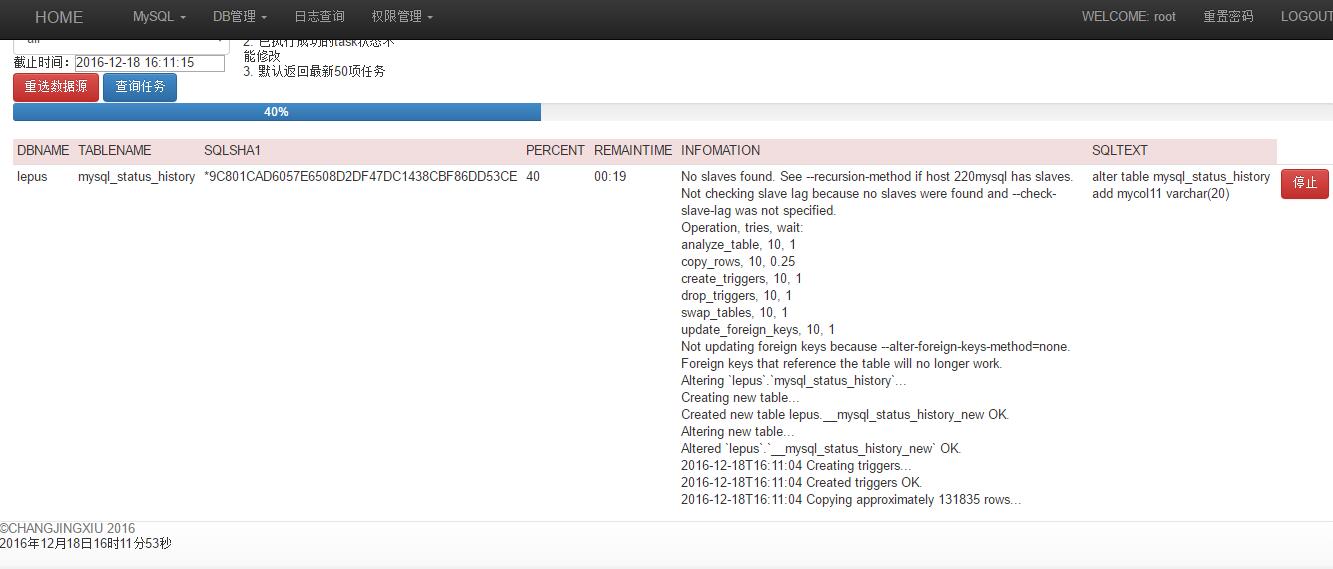 HOME MySQL DB管理 日志查询 权限管理 WELCOME: root 重置密码 LOGOUT
all 2. 已执行成功的task状态不
能修改
截止时间：2016-12-18 16:11:15
3. 默认返回最新50项任务
重选数据源 查询任务
40%
DBNAME TABLENAME SQLSHA1 PERCENT REMAINTIME INFOMATION SQLTEXT
lepus mysql_status_history *9C801CAD6057E6508D2DF47DC1438CBF86DD53CE 40 00:19 No slaves found. See --recursion-method if host 220mysql has slaves. alter table mysql_status_history 停止
Not checking slave lag because no slaves were found and --check- add mycol11 varchar(20)
slave-lag was not specified.
Operation, tries, wait:
analyze_table, 10, 1
copy_rows, 10, 0.25
create_triggers, 10, 1
drop_triggers, 10, 1
swap_tables, 10, 1
update_foreign_keys, 10, 1
Not updating foreign keys because --alter-foreign-keys-method=none.
Foreign keys that reference the table will no longer work.
Altering `lepus`.`mysql_status_history`...
Creating new table...
Created new table lepus.__mysql_status_history_new OK.
Altering new table...
Altered `lepus`.`__mysql_status_history_new` OK.
2016-12-18T16:11:04 Creating triggers...
2016-12-18T16:11:04 Created triggers OK.
2016-12-18T16:11:04 Copying approximately 131835 rows...
©CHANGJINGXIU 2016
2016年12月18日16时11分53秒